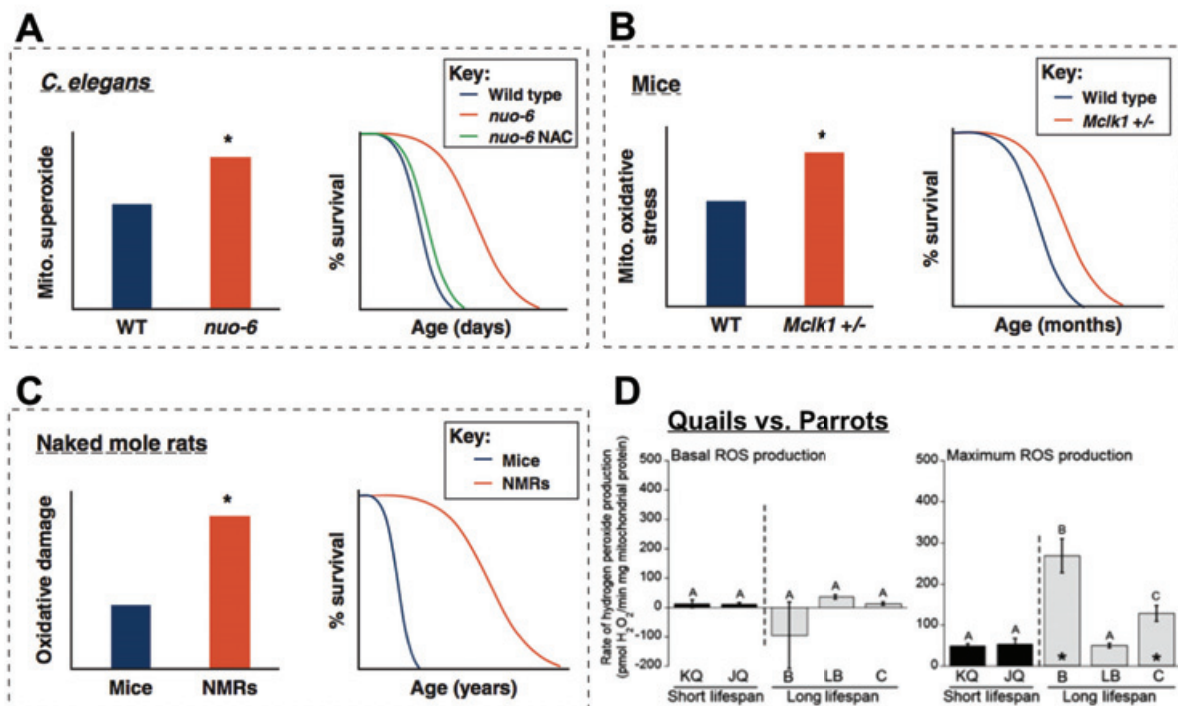 A
C. elegans
Key:
Wild type
nuo-6
nuo-6 NAC
Mito. superoxide
*
WT
nuo-6
% survival
Age (days)
B
Mice
Key:
Wild type
Mclk1 +/-
Mito. oxidative
stress
*
WT
Mclk1 +/-
% survival
Age (months)
C
Naked mole rats
Key:
Mice
NMRs
Oxidative damage
*
Mice
NMRs
% survival
Age (years)
D
Quails vs. Parrots
Rate of hydrogen peroxide production
(pmol H₂O₂/min mg mitochondrial protein)
Basal ROS production
500
400
300
200
100
0
-100
-200
A
A
A
A
A
KQ
JQ
B
LB
C
Short lifespan
Long lifespan
Maximum ROS production
500
400
300
200
100
0
A
A
B
A
C
★
★
KQ
JQ
B
LB
C
Short lifespan
Long lifespan